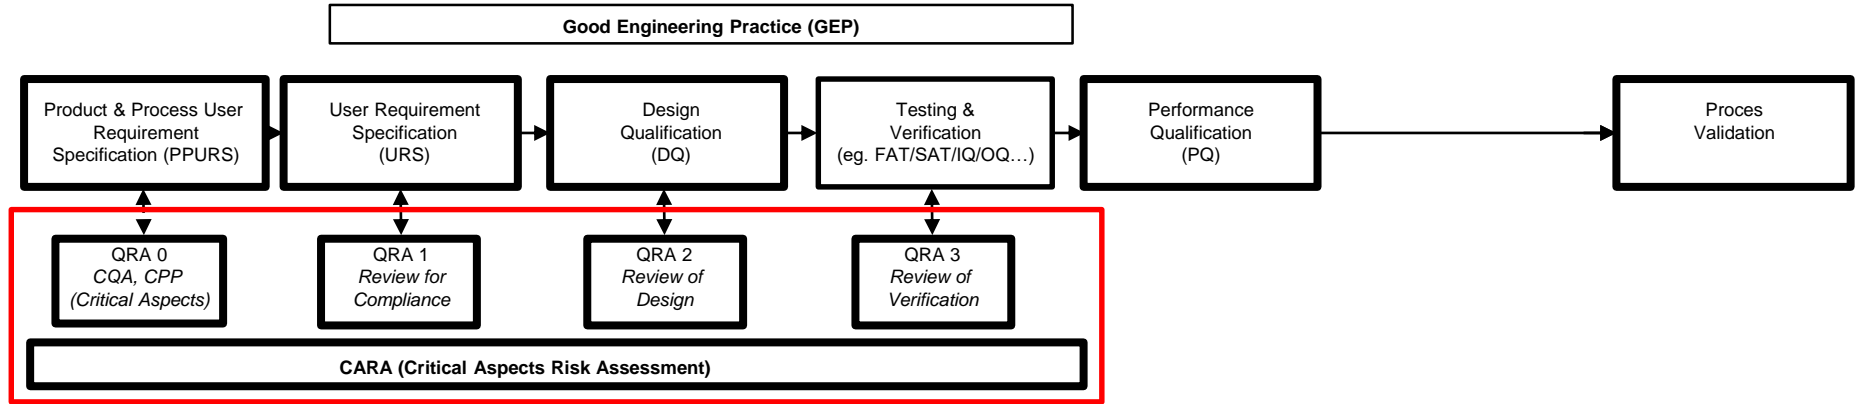 Good Engineering Practice (GEP)
Product & Process User
Requirement
Specification (PPURS)
User Requirement
Specification
(URS)
Design
Qualification
(DQ)
Testing &
Verification
(eg. FAT/SAT/IQ/OQ…)
Performance
Qualification
(PQ)
Proces
Validation
QRA 0
CQA, CPP
(Critical Aspects)
QRA 1
Review for
Compliance
QRA 2
Review of
Design
QRA 3
Review of
Verification
CARA (Critical Aspects Risk Assessment)